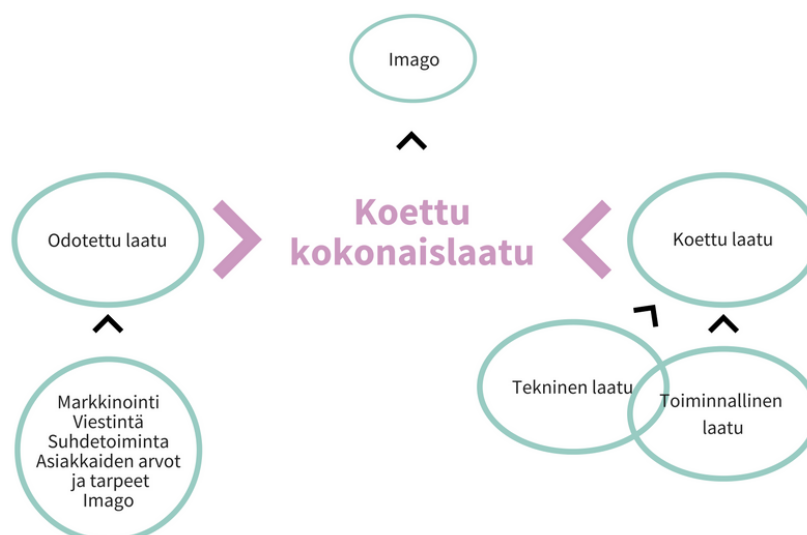 Imago
Koettu
kokonaislaatu
Odotettu laatu
Koettu laatu
Markkinointi
Viestintä
Suhdetoiminta
Asiakkaiden arvot
ja tarpeet
Imago
Tekninen laatu
Toiminnallinen
laatu